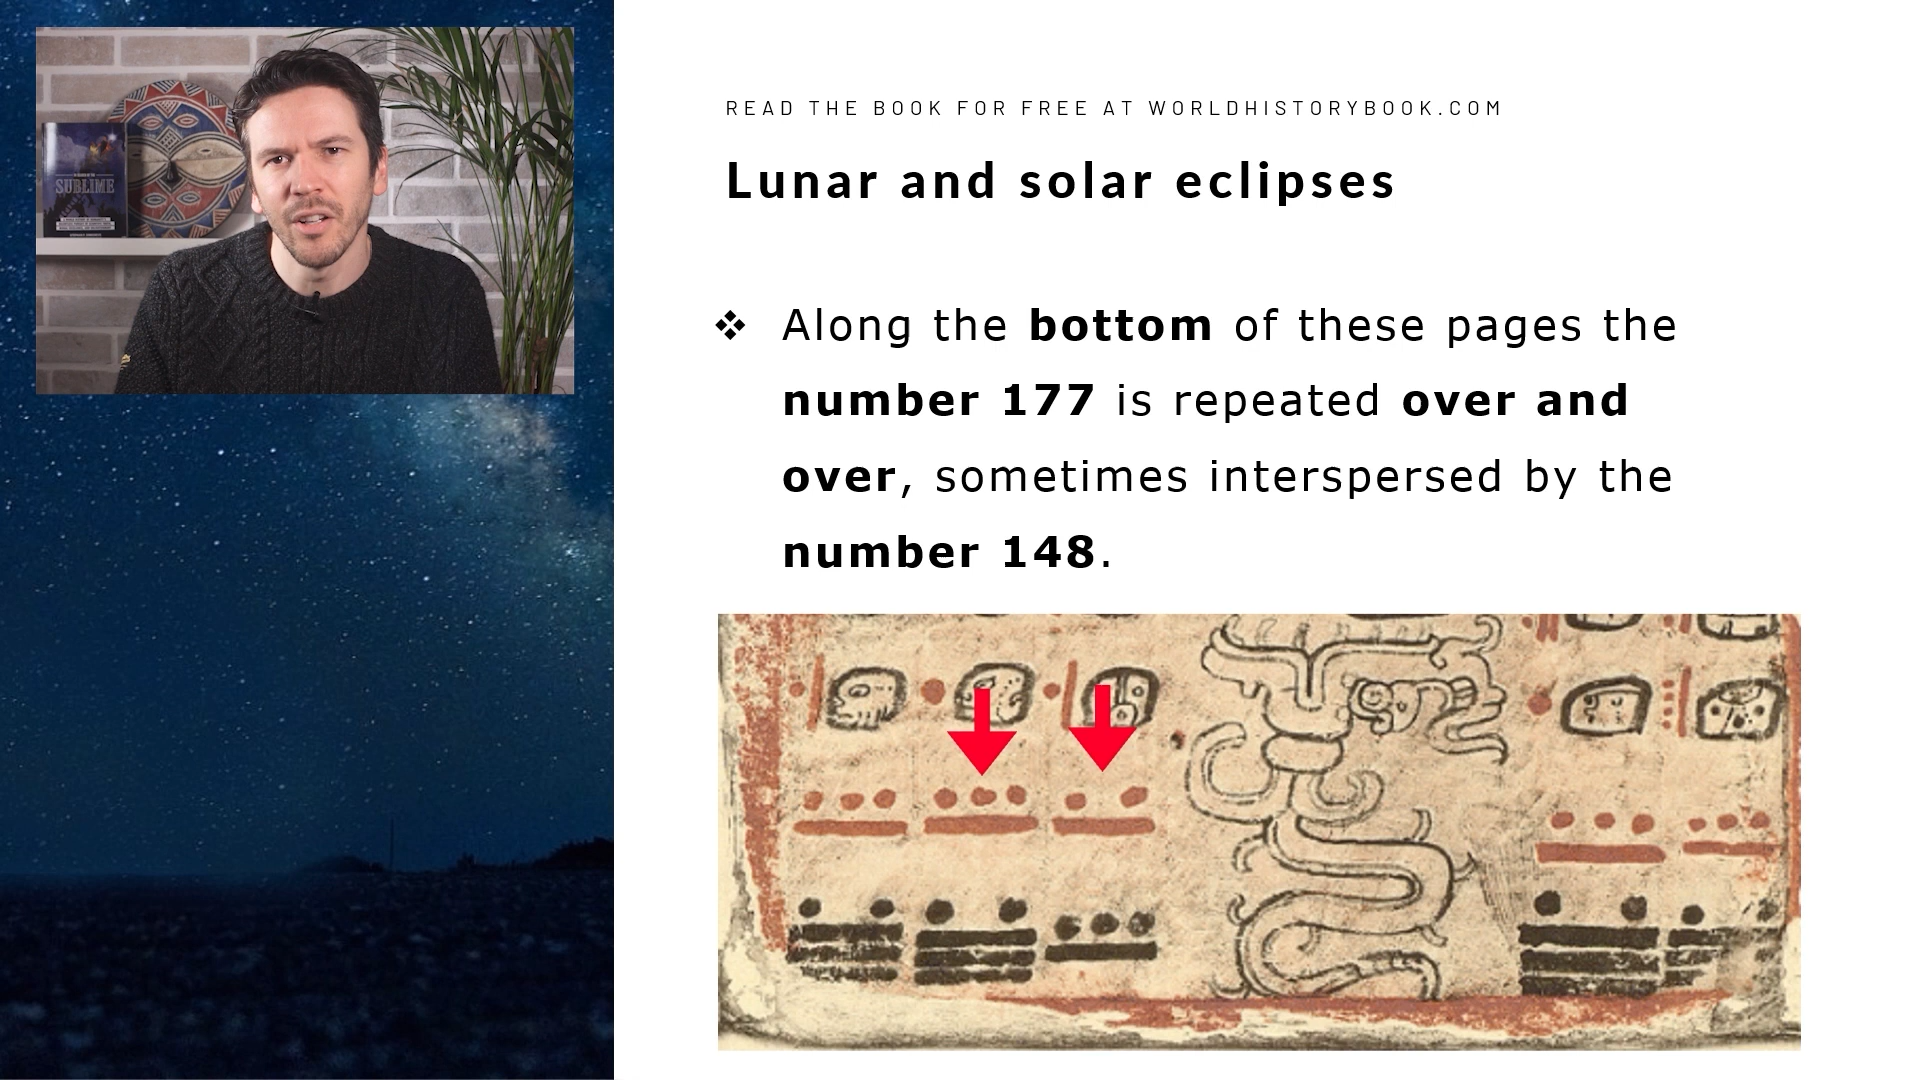 READ THE BOOK FOR FREE AT WORLDHISTORYBOOK.COM
Lunar and solar eclipses
❖ Along the bottom of these pages the
number 177 is repeated over and
over, sometimes interspersed by the
number 148.
SUBLIME